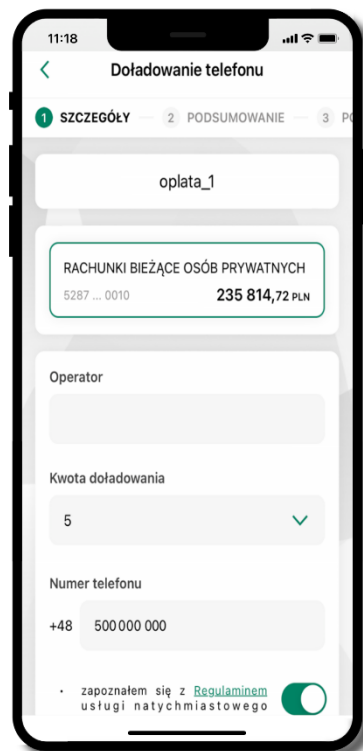 11:18
Doładowanie telefonu
1 SZCZEGÓŁY 2 PODSUMOWANIE 3
oplata_1
RACHUNKI BIEŻĄCE OSÓB PRYWATNYCH
5287 ... 0010 235 814,72 PLN
Operator
Kwota doładowania
5
Numer telefonu
+48 500 000 000
• zapoznałem się z Regulaminem
usługi natychmiastowego